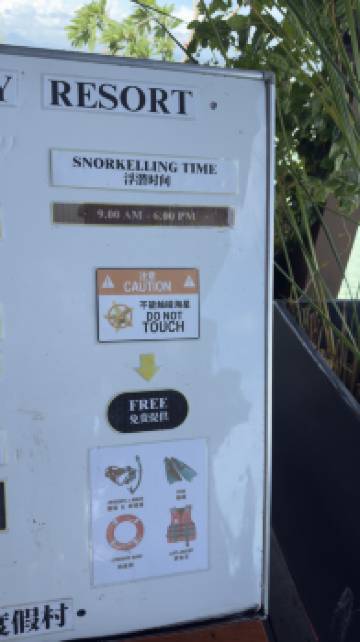 Y RESORT
SNORKELLING TIME
浮潜时间
9.00 AM - 6.00 PM
注意
CAUTION
不能触碰海星
DO NOT
TOUCH
FREE
免费提供
度假村